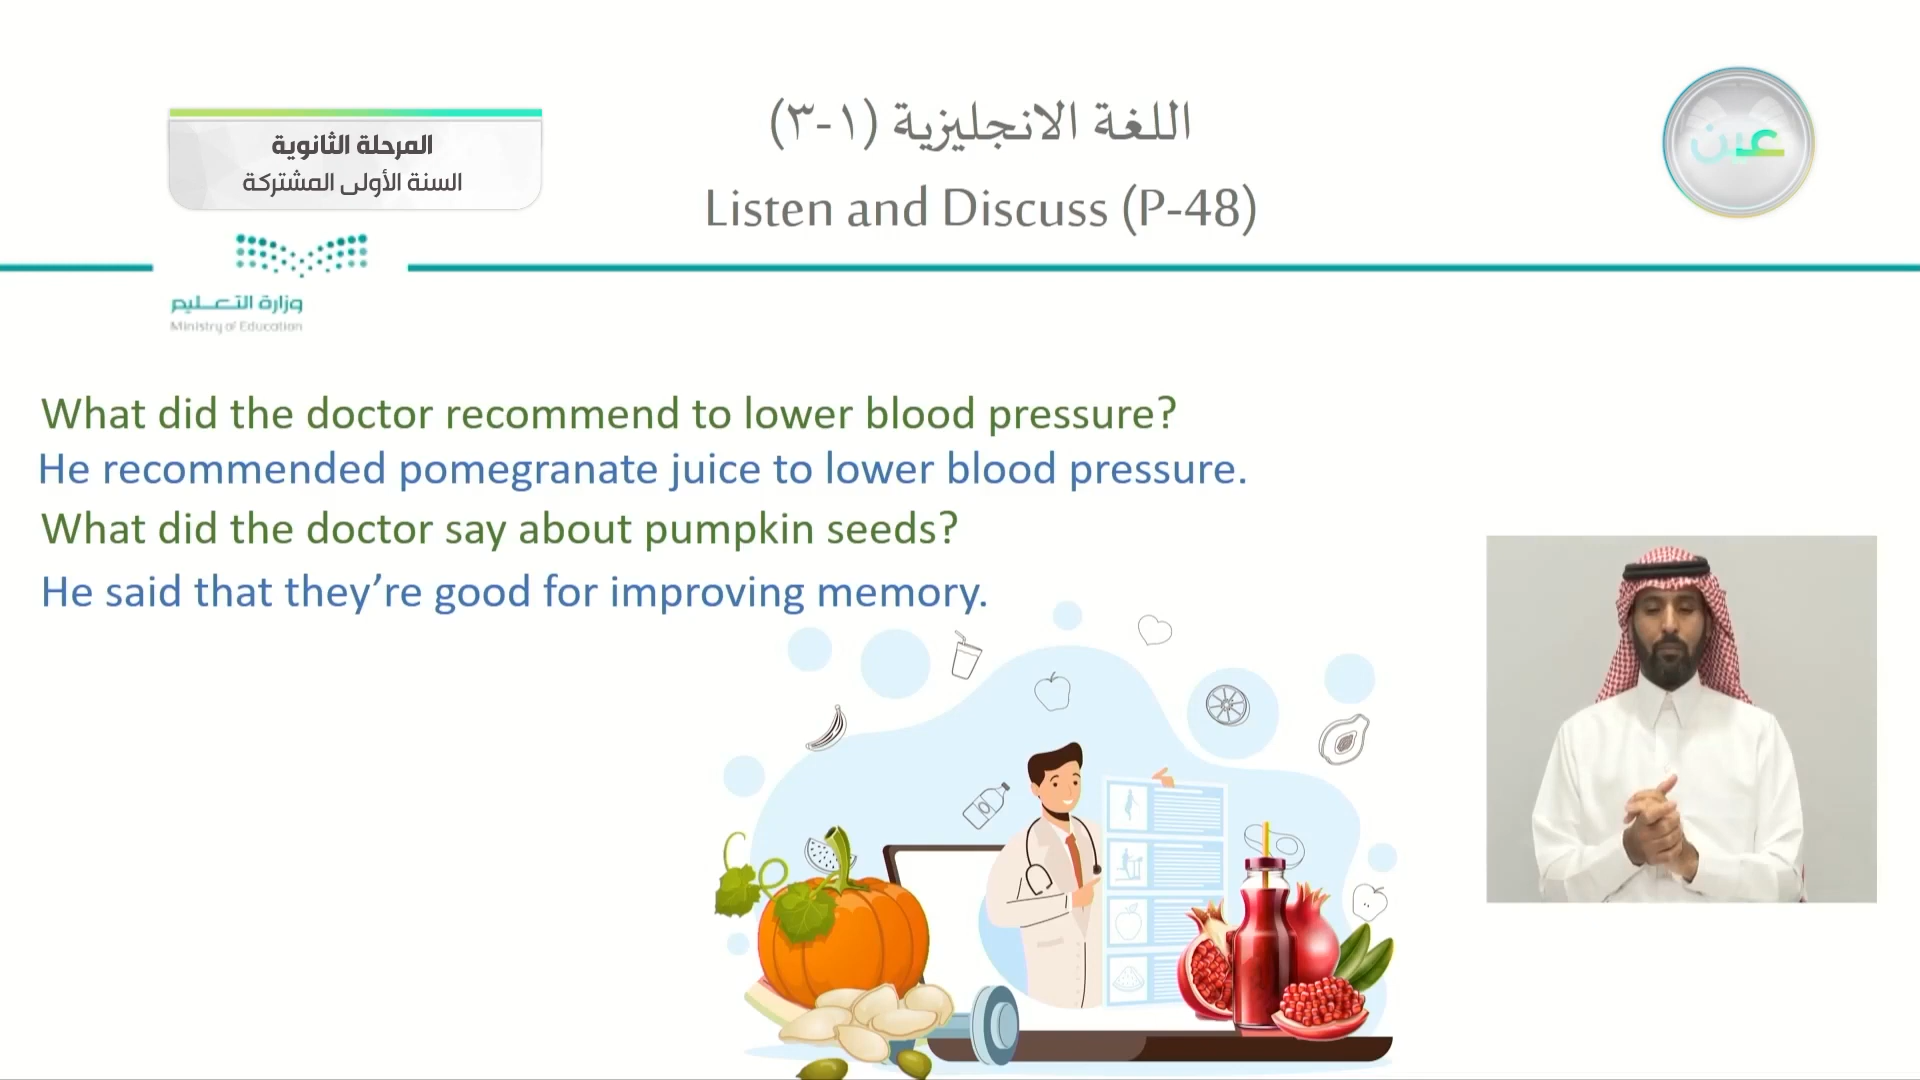 اللغة الانجليزية (١-٣)
Listen and Discuss (P-48)
المرحلة الثانوية
السنة الأولى المشتركة
عين
وزارة التعليم
Ministry of Education
What did the doctor recommend to lower blood pressure?
He recommended pomegranate juice to lower blood pressure.
What did the doctor say about pumpkin seeds?
He said that they’re good for improving memory.